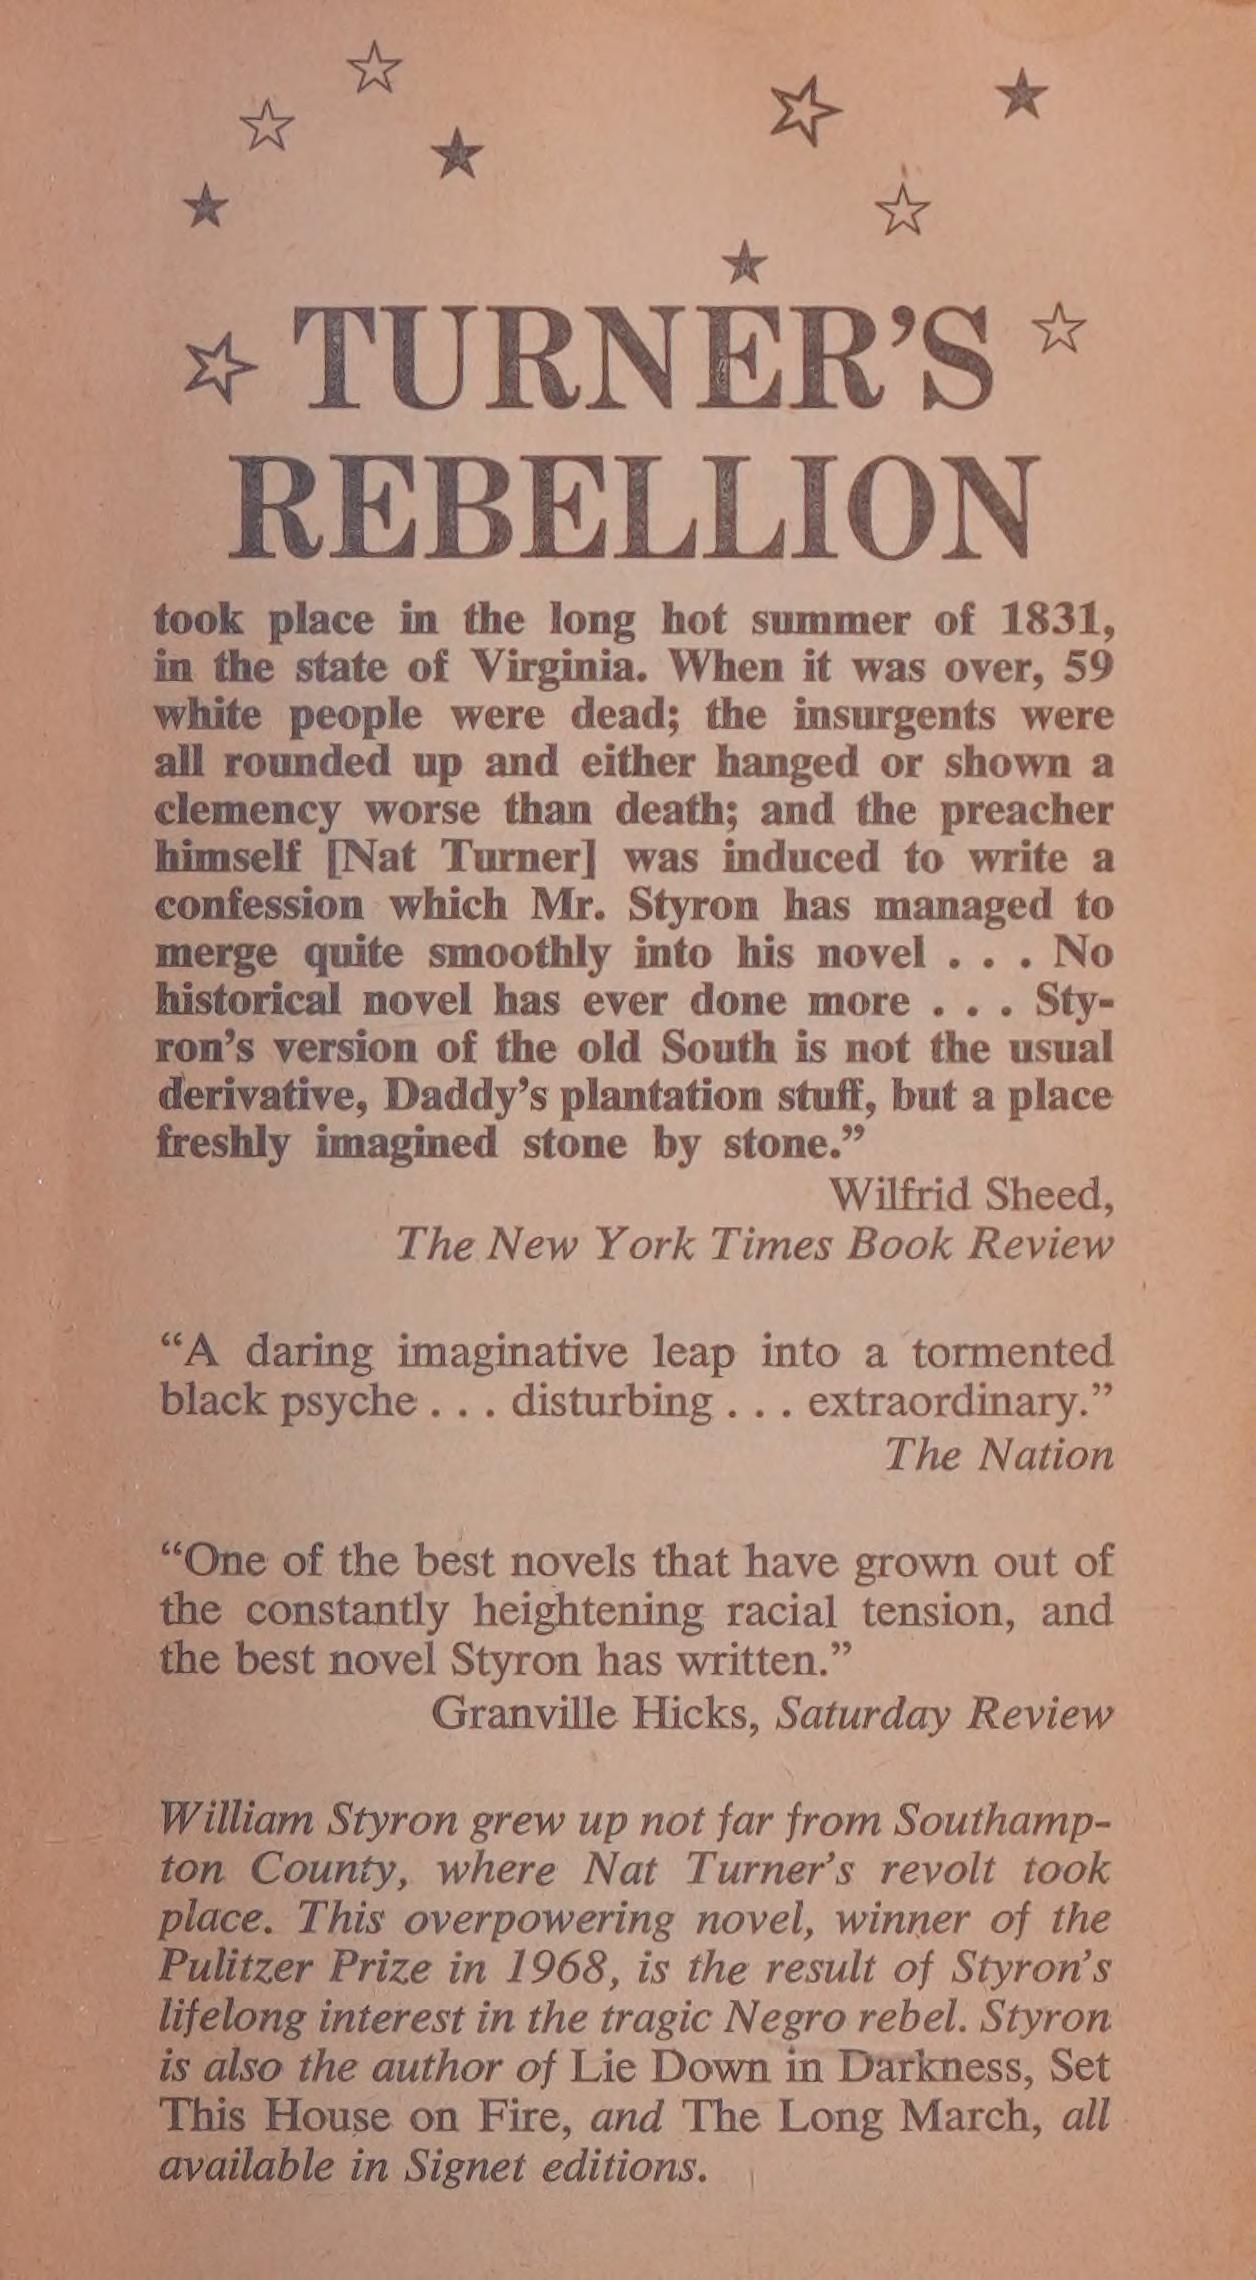 TURNER’S
REBELLION
took place in the long hot summer of 1831,
in the state of Virginia. When it was over, 59
white people were dead; the insurgents were
all rounded up and either hanged or shown a
clemency worse than death; and the preacher
himself [Nat Turner] was induced to write a
confession which Mr. Styron has managed to
merge quite smoothly into his novel . . . No
historical novel has ever done more . . . Sty-
ron’s version of the old South is not the usual
derivative, Daddy’s plantation stuff, but a place
freshly imagined stone by stone.”
Wilfrid Sheed,
The New York Times Book Review
“A daring imaginative leap into a tormented
black psyche . . . disturbing . . . extraordinary.”
The Nation
“One of the best novels that have grown out of
the constantly heightening racial tension, and
the best novel Styron has written.”
Granville Hicks, Saturday Review
William Styron grew up not far from Southamp-
ton County, where Nat Turner’s revolt took
place. This overpowering novel, winner of the
Pulitzer Prize in 1968, is the result of Styron’s
lifelong interest in the tragic Negro rebel. Styron
is also the author of Lie Down in Darkness, Set
This House on Fire, and The Long March, all
available in Signet editions.